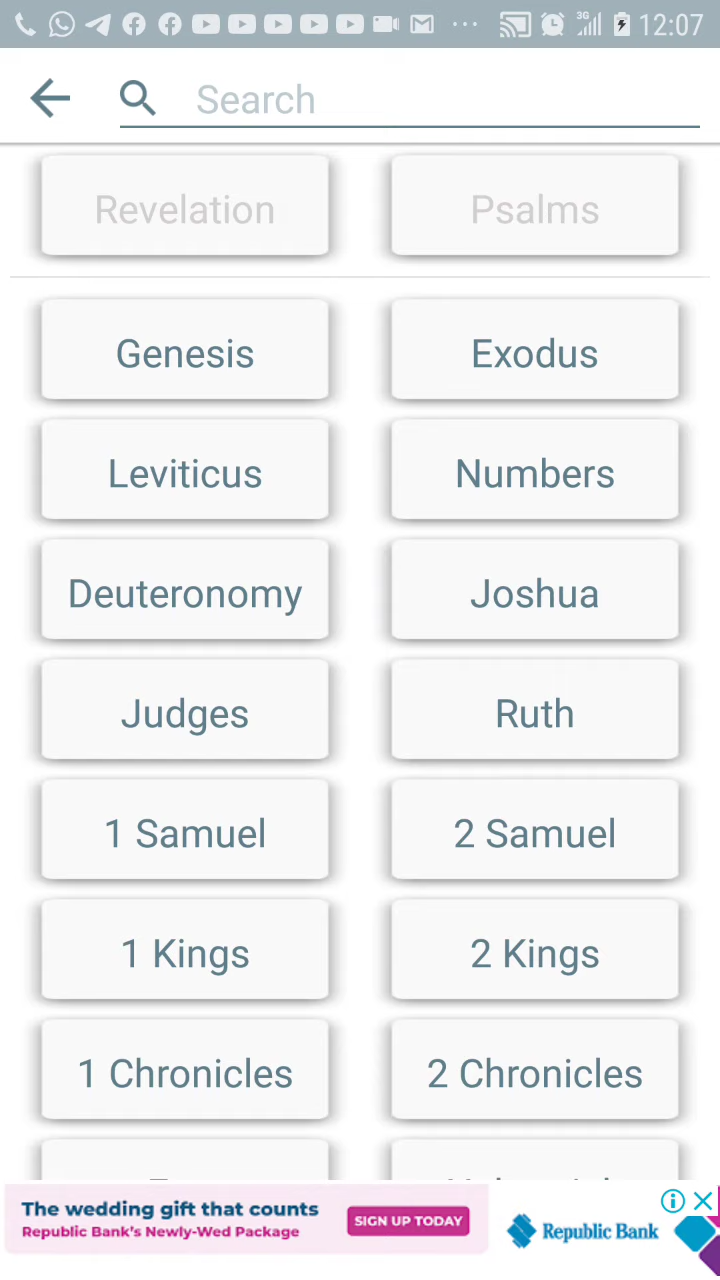 3G 12:07
Search
Revelation Psalms
Genesis Exodus
Leviticus Numbers
Deuteronomy Joshua
Judges Ruth
1 Samuel 2 Samuel
1 Kings 2 Kings
1 Chronicles 2 Chronicles
The wedding gift that counts
Republic Bank's Newly-Wed Package
SIGN UP TODAY
Republic Bank